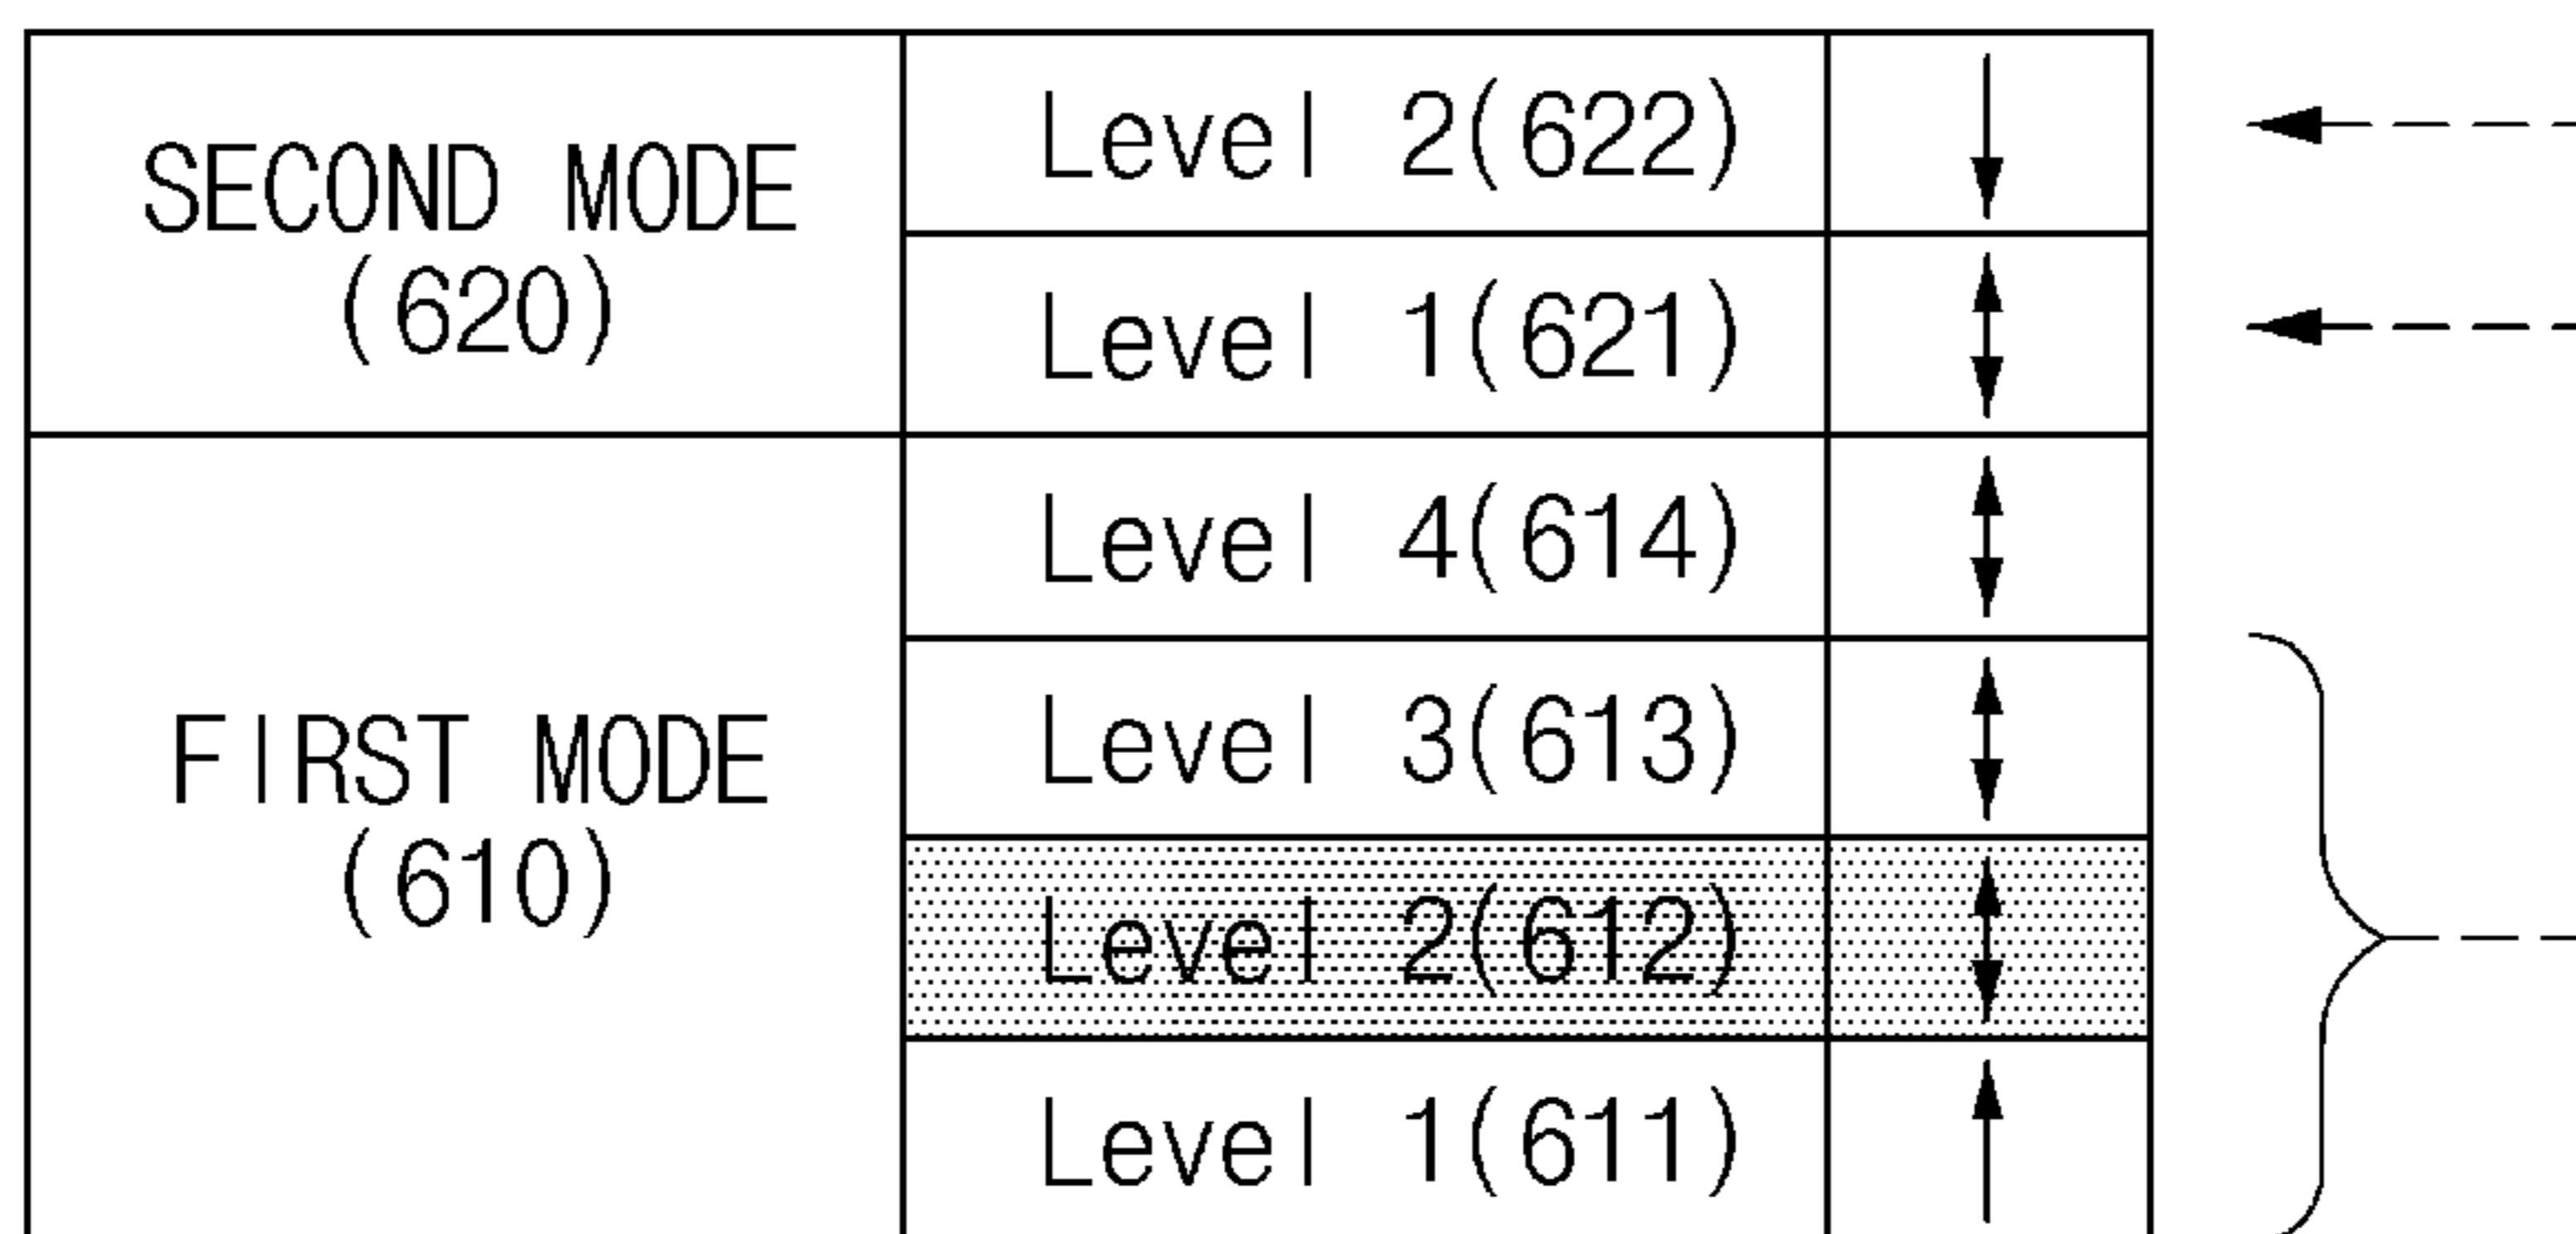 SECOND MODE
(620)
Level 2(622)
Level 1(621)
FIRST MODE
(610)
Level 4(614)
Level 3(613)
Level 2(612)
Level 1(611)